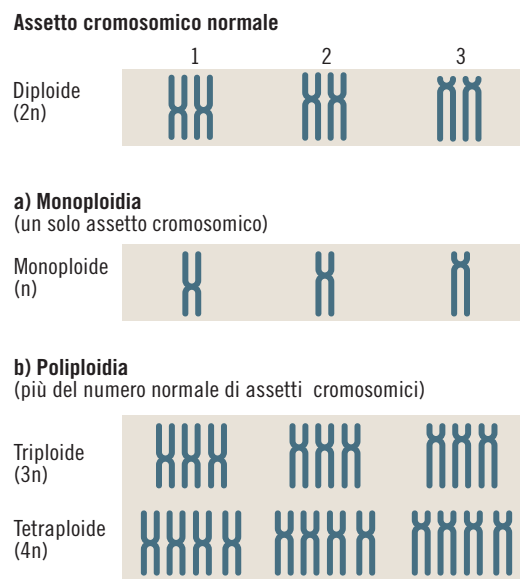 Assetto cromosomico normale
1 2 3
Diploide
(2n)
a) Monoploidia
(un solo assetto cromosomico)
Monoploide
(n)
b) Poliploidia
(più del numero normale di assetti cromosomici)
Triploide
(3n)
Tetraploide
(4n)